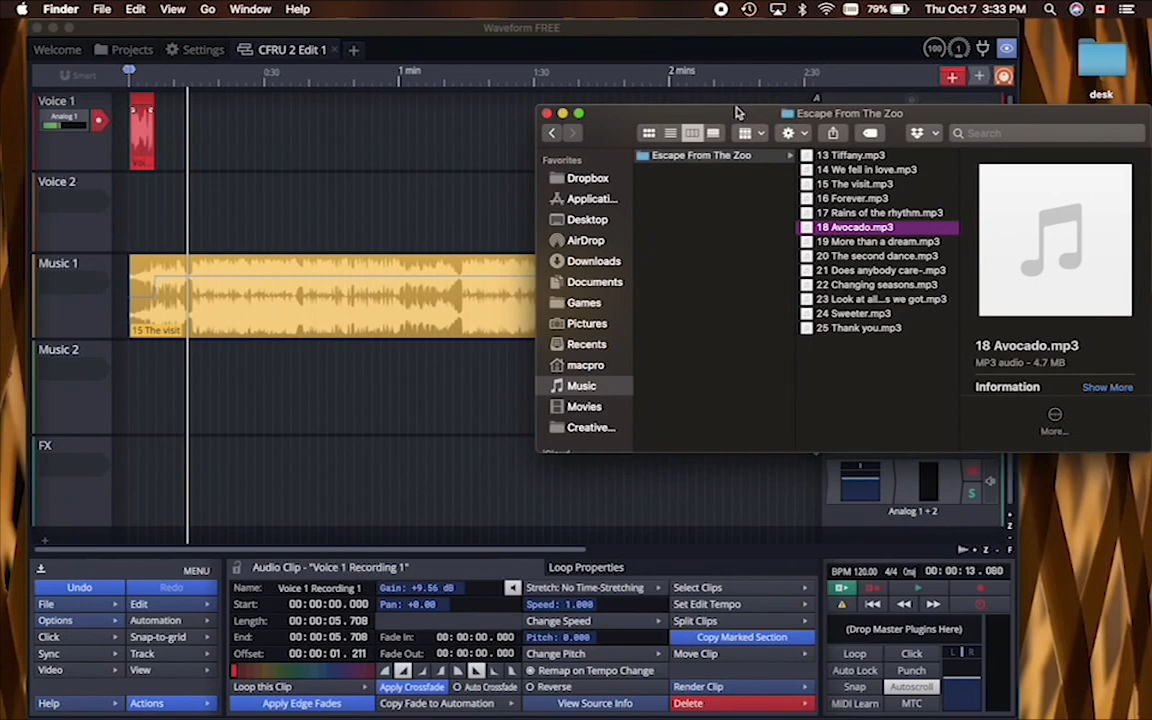 Finder File Edit View Go Window Help 79% Thu Oct 7 3:33 PM
Waveform FREE
Welcome Projects Settings CFRU 2 Edit 1
100 1
desk
Smart 0:30 1 min 1:30 2 mins 2:30
Voice 1
Analog 1
Voi...
Voice 2
Music 1
15 The visit
Music 2
FX
Escape From The Zoo
Search
Favorites
Dropbox
Applicati...
Desktop
AirDrop
Downloads
Documents
Games
Pictures
Recents
macpro
Music
Movies
Creative...
Escape From The Zoo
13 Tiffany.mp3
14 We fell in love.mp3
15 The visit.mp3
16 Forever.mp3
17 Rains of the rhythm.mp3
18 Avocado.mp3
19 More than a dream.mp3
20 The second dance.mp3
21 Does anybody care-.mp3
22 Changing seasons.mp3
23 Look at all...s we got.mp3
24 Sweeter.mp3
25 Thank you.mp3
18 Avocado.mp3
MP3 audio - 4.7 MB
Information Show More
More...
S
Analog 1 + 2
MENU
Undo Redo
File Edit
Options Automation
Click Snap-to-grid
Sync Track
Video View
Help Actions
Audio Clip - "Voice 1 Recording 1" Loop Properties
Name: Voice 1 Recording 1
Start: 00:00:00.000
Length: 00:00:05.708
End: 00:00:05.708
Offset: 00:00:01.211
Loop this Clip
Apply Edge Fades
Gain: +9.56 dB
Pan: +0.00
Fade In: 00:00:00.000
Fade Out: 00:00:00.000
Apply Crossfade Auto Crossfade
Copy Fade to Automation
Stretch: No Time-Stretching
Speed: 1.000
Change Speed
Pitch: 0.000
Change Pitch
Remap on Tempo Change
Reverse
View Source Info
Select Clips
Set Edit Tempo
Split Clips
Copy Marked Section
Move Clip
Render Clip
Delete
BPM 120.00 4/4 Cmaj 00:00:13.080
(Drop Master Plugins Here)
Loop Click L R
Auto Lock Punch
Snap Autoscroll
MIDI Learn MTC